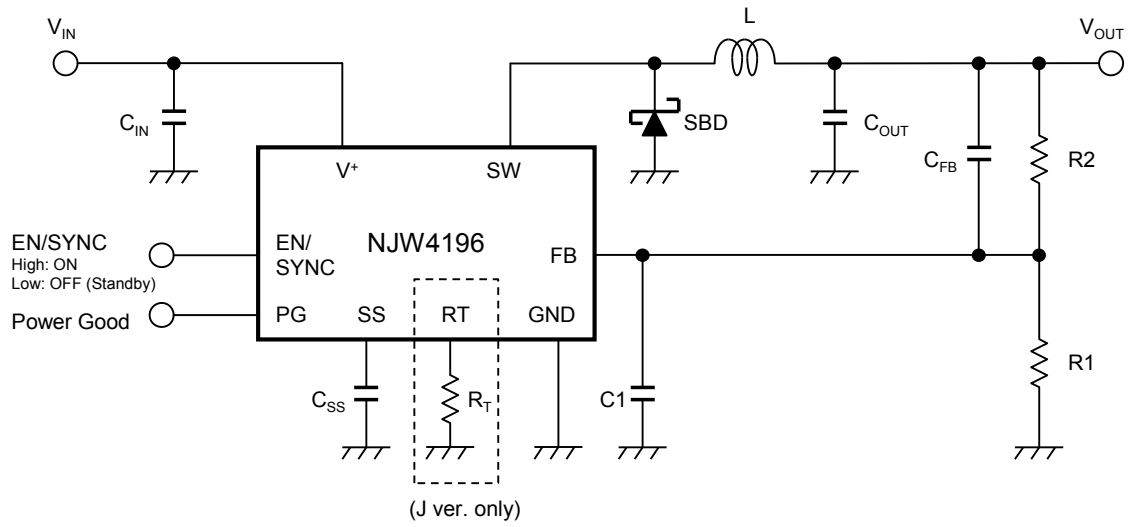 L
V_IN
V_OUT
C_IN
SBD
C_OUT
C_FB
R2
V⁺
SW
NJW4196
EN/SYNC
High: ON
Low: OFF (Standby)
EN/
SYNC
FB
Power Good
PG
SS
RT
GND
C_SS
R_T
C1
R1
(J ver. only)